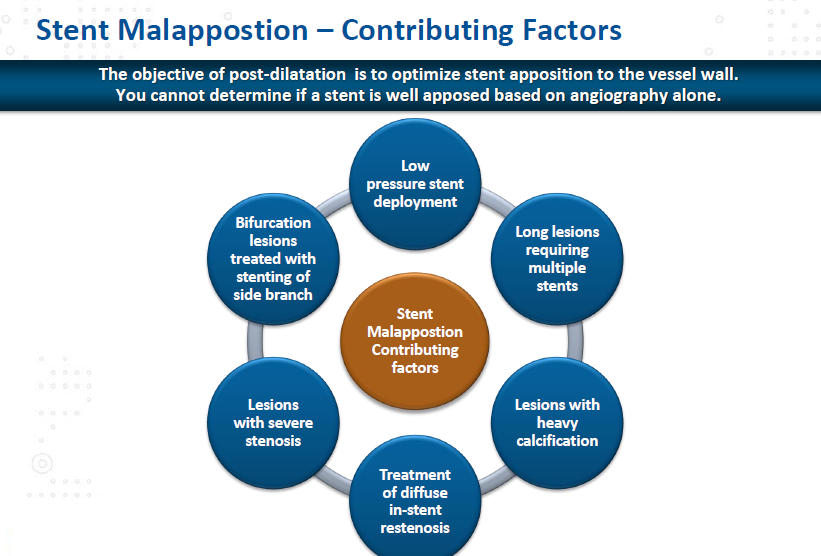 Stent Malappostion – Contributing Factors
The objective of post-dilatation  is to optimize stent apposition to the vessel wall.
You cannot determine if a stent is well apposed based on angiography alone.
Low
pressure stent
deployment
Long lesions
requiring
multiple
stents
Lesions with
heavy
calcification
Treatment
of diffuse
in-stent
restenosis
Lesions
with severe
stenosis
Bifurcation
lesions
treated with
stenting of
side branch
Stent
Malappostion
Contributing
factors